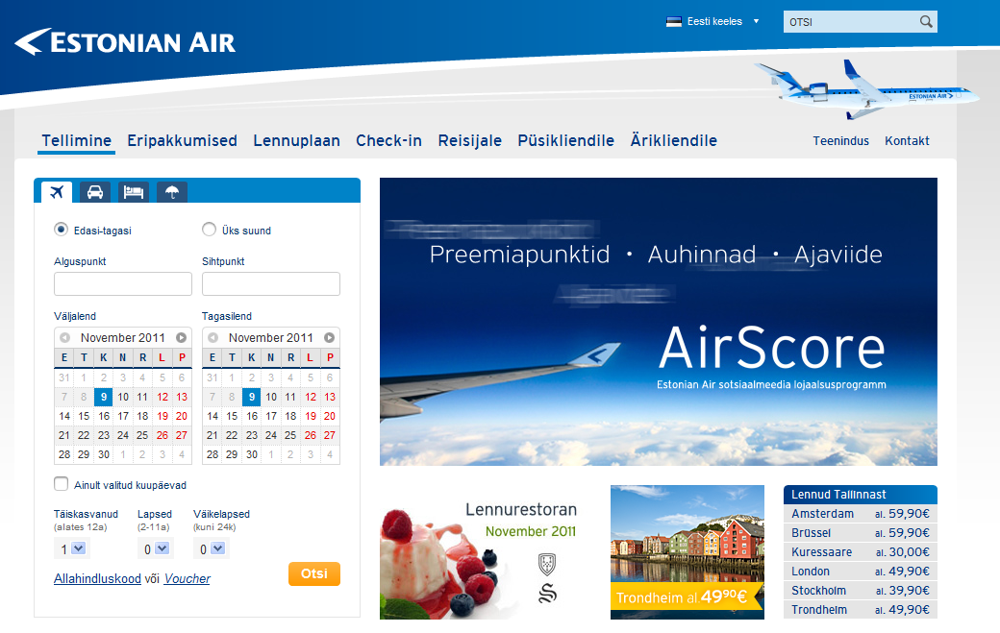 Eesti keeles
OTSI
ESTONIAN AIR
ESTONIAN AIR
Tellimine Eripakkumised Lennuplaan Check-in Reisijale Püsikliendile Ärikliendile Teenindus Kontakt
Edasi-tagasi Üks suund
Alguspunkt Sihtpunkt
Väljalend Tagasilend
November 2011 November 2011
E T K N R L P E T K N R L P
31 1 2 3 4 5 6 31 1 2 3 4 5 6
7 8 9 10 11 12 13 7 8 9 10 11 12 13
14 15 16 17 18 19 20 14 15 16 17 18 19 20
21 22 23 24 25 26 27 21 22 23 24 25 26 27
28 29 30 1 2 3 4 28 29 30 1 2 3 4
Ainult valitud kuupäevad
Täiskasvanud Lapsed Väikelapsed
(alates 12a) (2-11a) (kuni 24k)
1 0 0
Allahindluskood või Voucher
Otsi
Preemiapunktid • Auhinnad • Ajaviide
AirScore
Estonian Air sotsiaalmeedia lojaalsusprogramm
Lennurestoran
November 2011
S
Trondheim al 49⁹⁰€
Lennud Tallinnast
Amsterdam al. 59,90€
Brüssel al. 59,90€
Kuressaare al. 30,00€
London al. 49,90€
Stockholm al. 39,90€
Trondheim al. 49,90€